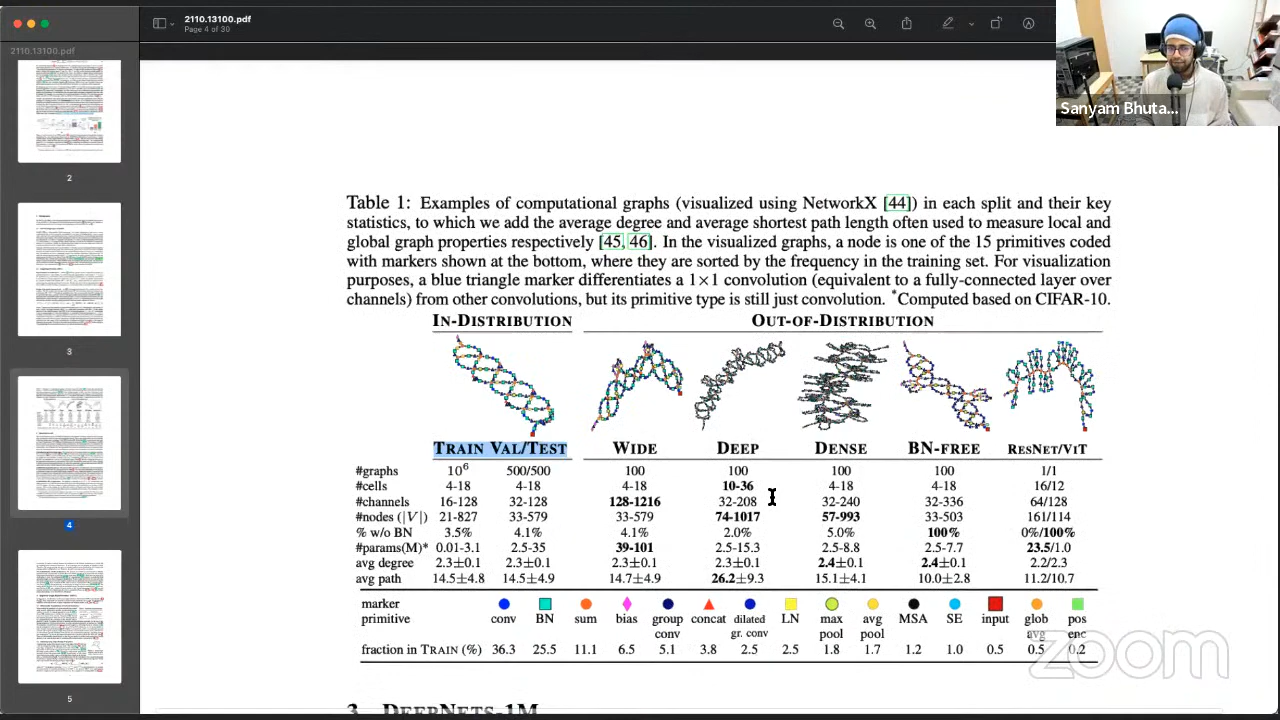 2110.13100.pdf
Page 4 of 30
2110.13100.pdf
2
3
4
5
Sanyam Bhuta...
Table 1: Examples of computational graphs (visualized using NetworkX [44]) in each split and their key
statistics, to which we add the average degree and average shortest path length often used to measure local and
global graph properties respectively [45, 46]. In the visualized graphs, a node is one of the 15 primitives coded
with markers shown at the bottom, where they are sorted by the frequency in the training set. For visualization
purposes, a blue triangle marker differentiates a 1×1 convolution (equivalent to a fully-connected layer over
channels) from other convolutions, but its primitive type is still just convolution. *Computed based on CIFAR-10.
IN-DISTRIBUTION OUT-OF-DISTRIBUTION
TRAIN VAL/TEST WIDE DEEP DENSE BN-FREE RESNET/VIT
#graphs 10⁶ 500/500 100 100 100 100 1/1
#cells 4-18 4-18 4-18 10-36 4-18 4-18 16/12
#channels 16-128 32-128 128-1216 32-208 32-240 32-336 64/128
#nodes (|V|) 21-827 33-579 33-579 74-1017 57-993 33-503 161/114
% w/o BN 3.5% 4.1% 4.1% 2.0% 5.0% 100% 0%/100%
#params(M)* 0.01-3.1 2.5-35 39-101 2.5-15.3 2.5-8.8 2.5-7.7 23.5/1.0
avg degree 2.3±0.1 2.3±0.1 2.3±0.1 2.3±0.1 2.4±0.1 2.4±0.1 2.2/2.3
avg path 14.5±4.9 14.5±4.9 14.7±4.9 26.2±9.3 15.1±4.1 10.0±2.8 11.2/10.7
marker
primitive conv BN sum bias group conv concat dilated gr. conv LN max pool avg pool MSA SE input glob avg pos enc
fraction in TRAIN (%) 36.3 25.5 11.1 6.5 5.1 3.8 2.5 2.5 1.8 1.7 1.2 1.0 0.5 0.5 0.2
zoom
3 DEEPNETS-1M